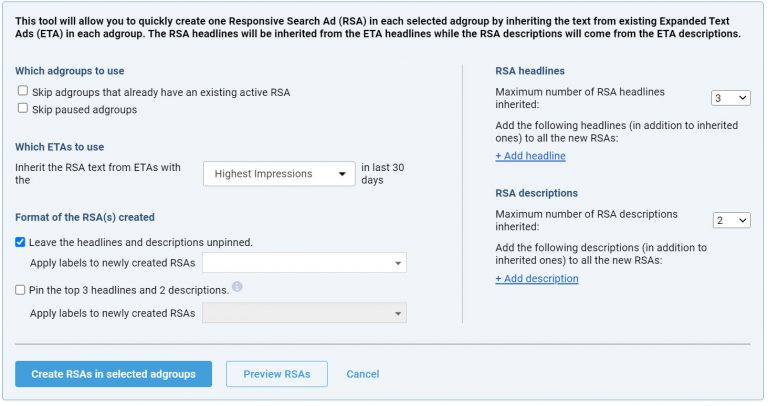 This tool will allow you to quickly create one Responsive Search Ad (RSA) in each selected adgroup by inheriting the text from existing Expanded Text
Ads (ETA) in each adgroup. The RSA headlines will be inherited from the ETA headlines while the RSA descriptions will come from the ETA descriptions.
Which adgroups to use
Skip adgroups that already have an existing active RSA
Skip paused adgroups
Which ETAs to use
Inherit the RSA text from ETAs with
the
Highest Impressions
in last 30
days
Format of the RSA(s) created
Leave the headlines and descriptions unpinned.
Apply labels to newly created RSAs
Pin the top 3 headlines and 2 descriptions.
Apply labels to newly created RSAs
RSA headlines
Maximum number of RSA headlines
inherited:
3
Add the following headlines (in addition to inherited
ones) to all the new RSAs:
+ Add headline
RSA descriptions
Maximum number of RSA descriptions
inherited:
2
Add the following descriptions (in addition to
inherited ones) to all the new RSAs:
+ Add description
Create RSAs in selected adgroups
Preview RSAs
Cancel